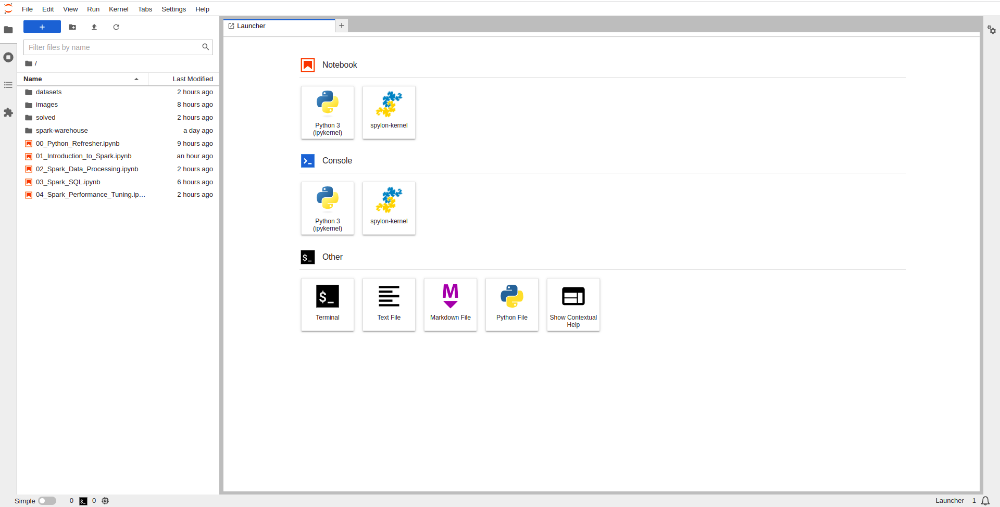 File Edit View Run Kernel Tabs Settings Help
Launcher
Filter files by name
/
Name Last Modified
datasets 2 hours ago
images 8 hours ago
solved 2 hours ago
spark-warehouse a day ago
00_Python_Refresher.ipynb 9 hours ago
01_Introduction_to_Spark.ipynb an hour ago
02_Spark_Data_Processing.ipynb 2 hours ago
03_Spark_SQL.ipynb 6 hours ago
04_Spark_Performance_Tuning.ip… 2 hours ago
Notebook
Python 3
(ipykernel)
spylon-kernel
Console
Python 3
(ipykernel)
spylon-kernel
$_ Other
$_
Terminal
Text File
M
Markdown File
Python File
Show Contextual
Help
Simple 0 $_ 0
Launcher 1